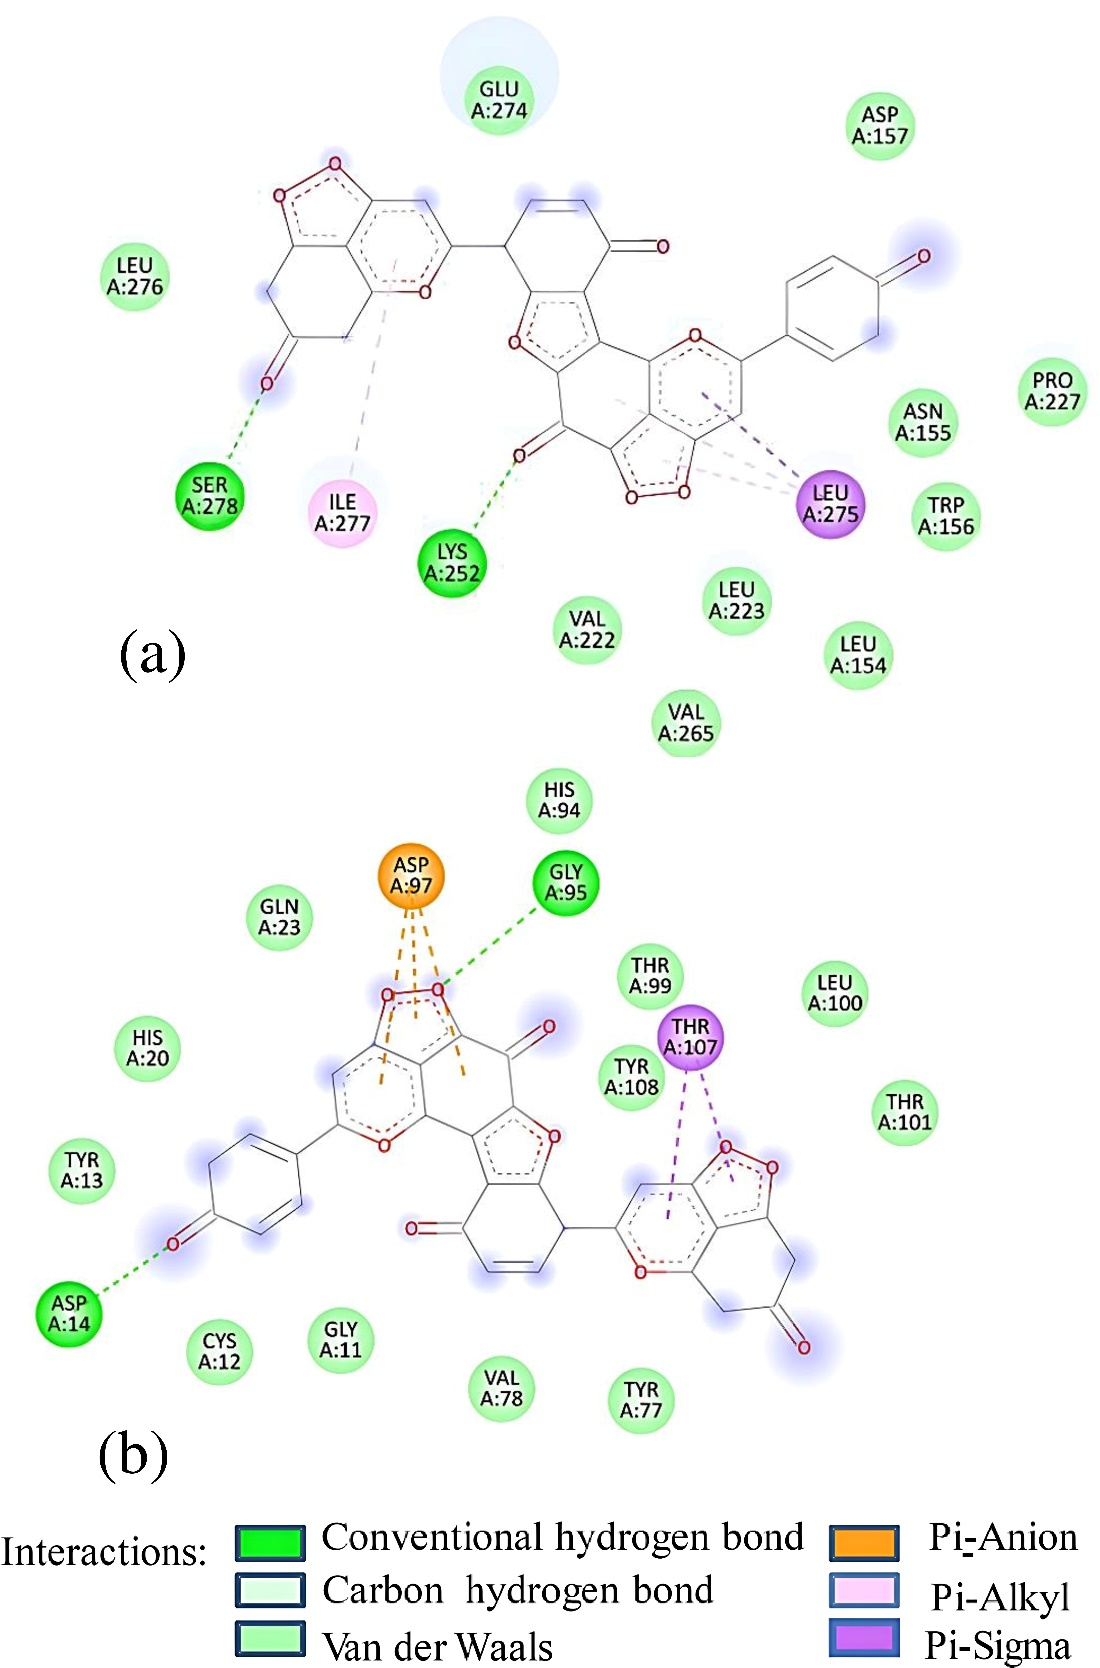 GLU
A:274
ASP
A:157
O
O
LEU
A:276
O
O
O
O
O
O
PRO
A:227
ASN
A:155
O
O
O
SER
A:278
ILE
A:277
LEU
A:275
TRP
A:156
LYS
A:252
LEU
A:223
VAL
A:222
LEU
A:154
(a)
VAL
A:265
HIS
A:94
ASP
A:97
GLY
A:95
GLN
A:23
THR
A:99
LEU
A:100
O
O
O
HIS
A:20
THR
A:107
TYR
A:108
THR
A:101
O
O
O
O
TYR
A:13
O
O
O
O
ASP
A:14
O
CYS
A:12
GLY
A:11
VAL
A:78
TYR
A:77
(b)
Interactions:
Conventional hydrogen bond
Carbon hydrogen bond
Van der Waals
Pi-Anion
Pi-Alkyl
Pi-Sigma